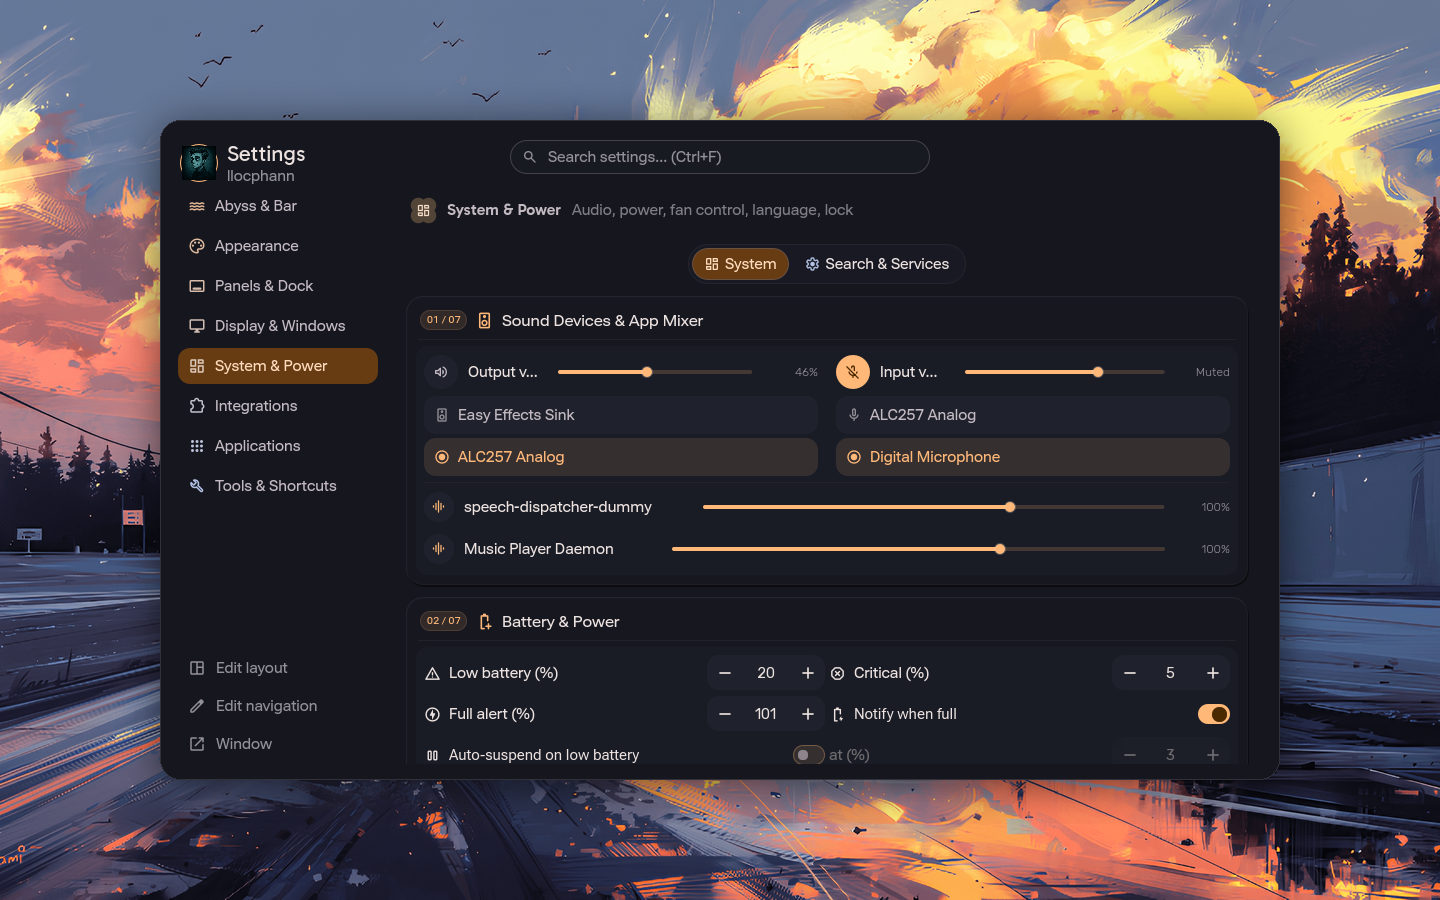 Settings
llocphann
Search settings... (Ctrl+F)
Abyss & Bar
Appearance
Panels & Dock
Display & Windows
System & Power
Integrations
Applications
Tools & Shortcuts
Edit layout
Edit navigation
Window
System & Power Audio, power, fan control, language, lock
System Search & Services
01 / 07 Sound Devices & App Mixer
Output v... 46% Input v... Muted
Easy Effects Sink ALC257 Analog
ALC257 Analog Digital Microphone
speech-dispatcher-dummy 100%
Music Player Daemon 100%
02 / 07 Battery & Power
Low battery (%) − 20 + Critical (%) − 5 +
Full alert (%) − 101 + Notify when full
Auto-suspend on low battery at (%) − 3 +